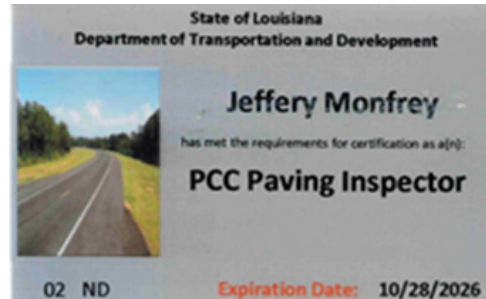 State of Louisiana
Department of Transportation and Development
Jeffery Monfrey
has met the requirements for certification as a(n):
PCC Paving Inspector
02 ND
Expiration Date: 10/28/2026